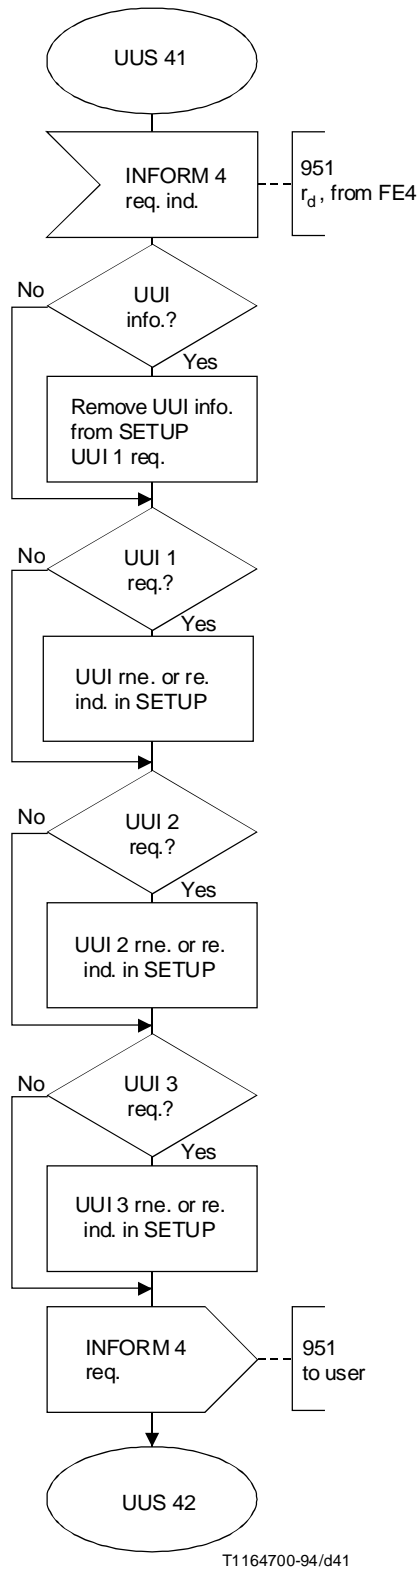 UUS 41
INFORM 4
req. ind.
951
rd, from FE4
No
UUI
info.?
Yes
Remove UUI info.
from SETUP
UUI 1 req.
No
UUI 1
req.?
Yes
UUI rne. or re.
ind. in SETUP
No
UUI 2
req.?
Yes
UUI 2 rne. or re.
ind. in SETUP
No
UUI 3
req.?
Yes
UUI 3 rne. or re.
ind. in SETUP
INFORM 4
req.
951
to user
UUS 42
T1164700-94/d41